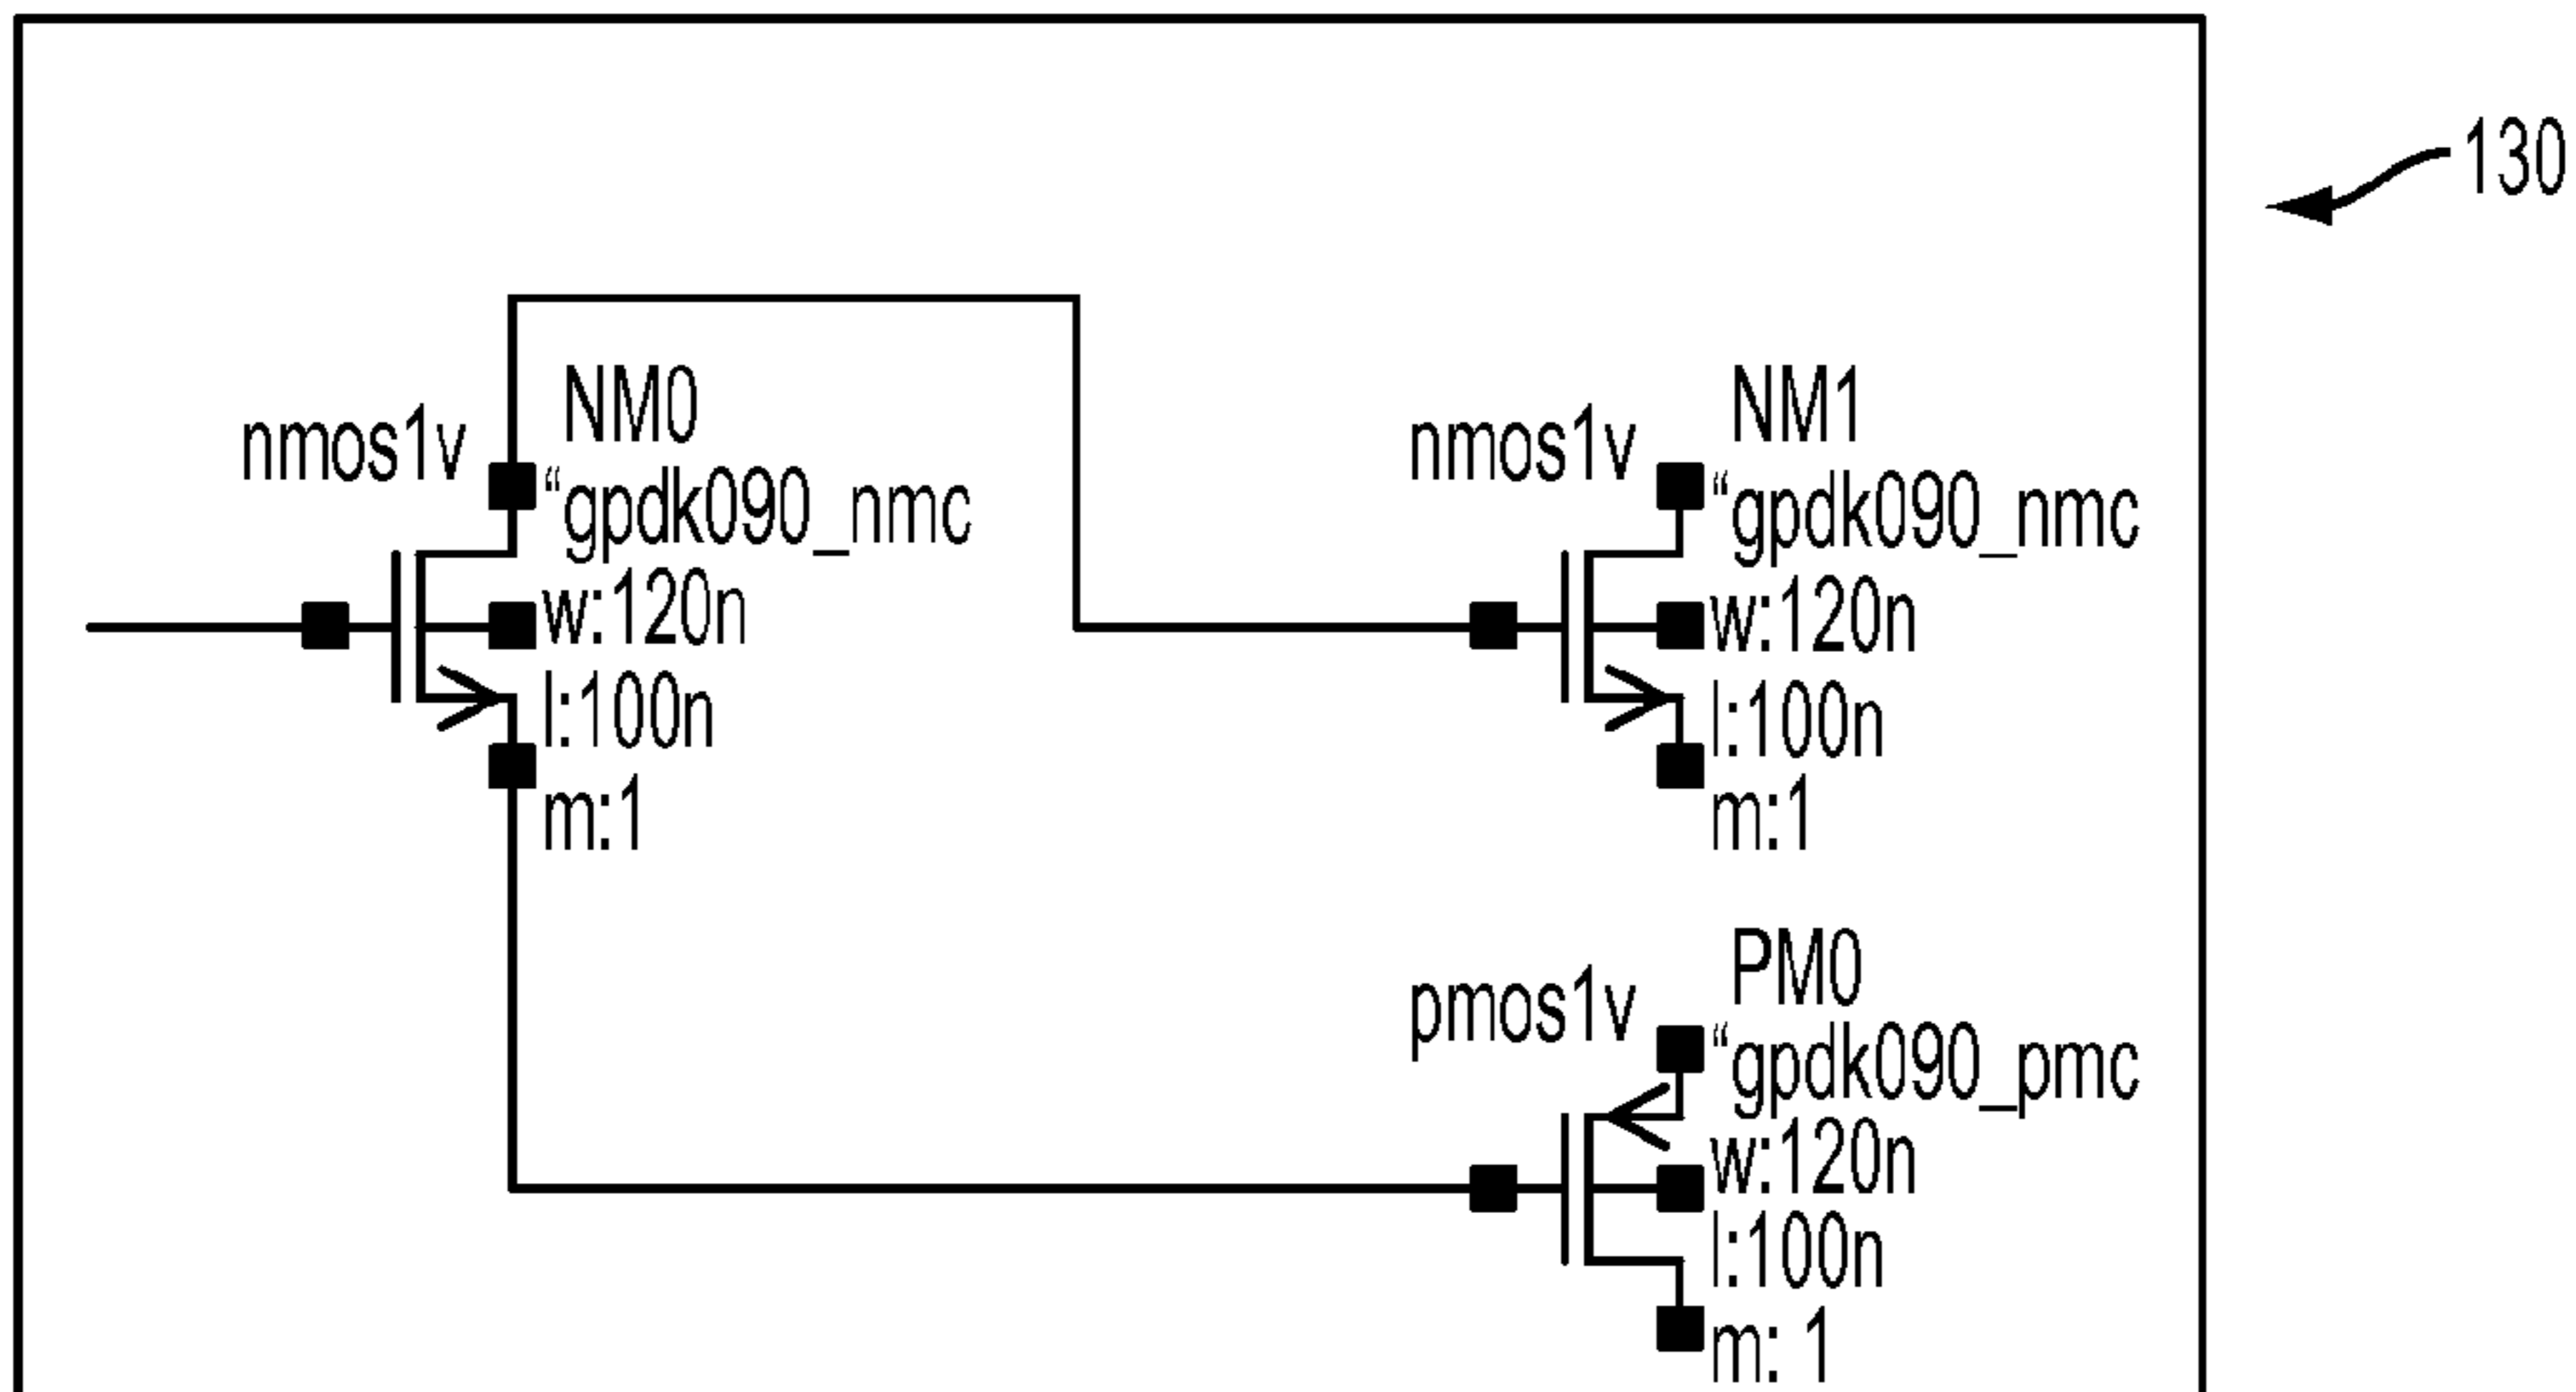 130
NM0
nmos1v
“gpdk090_nmc
w:120n
l:100n
m:1
NM1
nmos1v
“gpdk090_nmc
w:120n
l:100n
m:1
PM0
pmos1v
“gpdk090_pmc
w:120n
l:100n
m: 1